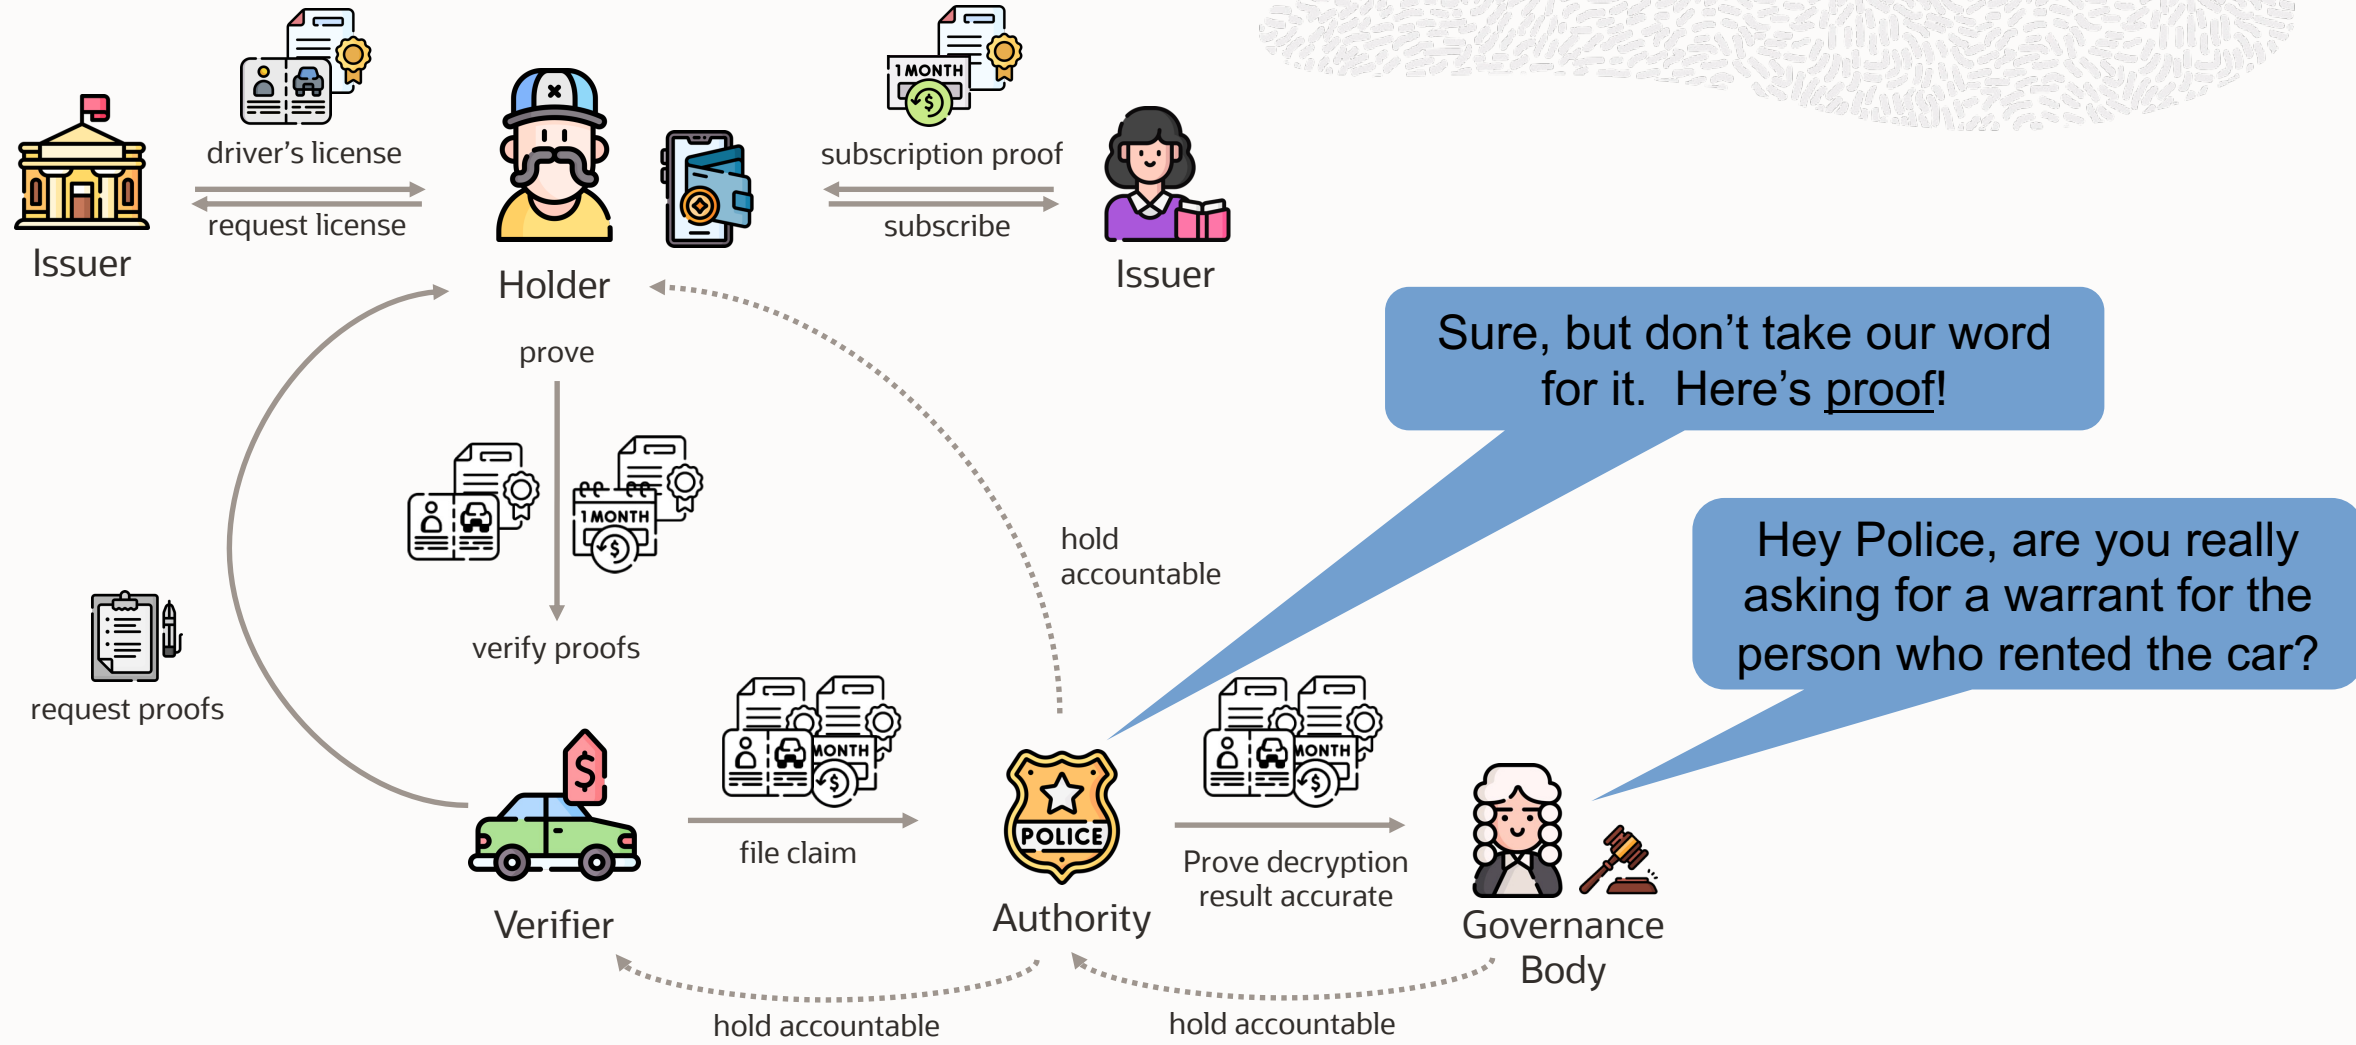 1 MONTH
driver's license
request license
Issuer
Holder
subscription proof
subscribe
Issuer
prove
1 MONTH
verify proofs
request proofs
hold
accountable
Sure, but don't take our word
for it.  Here's proof!
Hey Police, are you really
asking for a warrant for the
person who rented the car?
MONTH
MONTH
$
POLICE
file claim
Prove decryption
result accurate
Verifier
Authority
Governance
Body
hold accountable
hold accountable